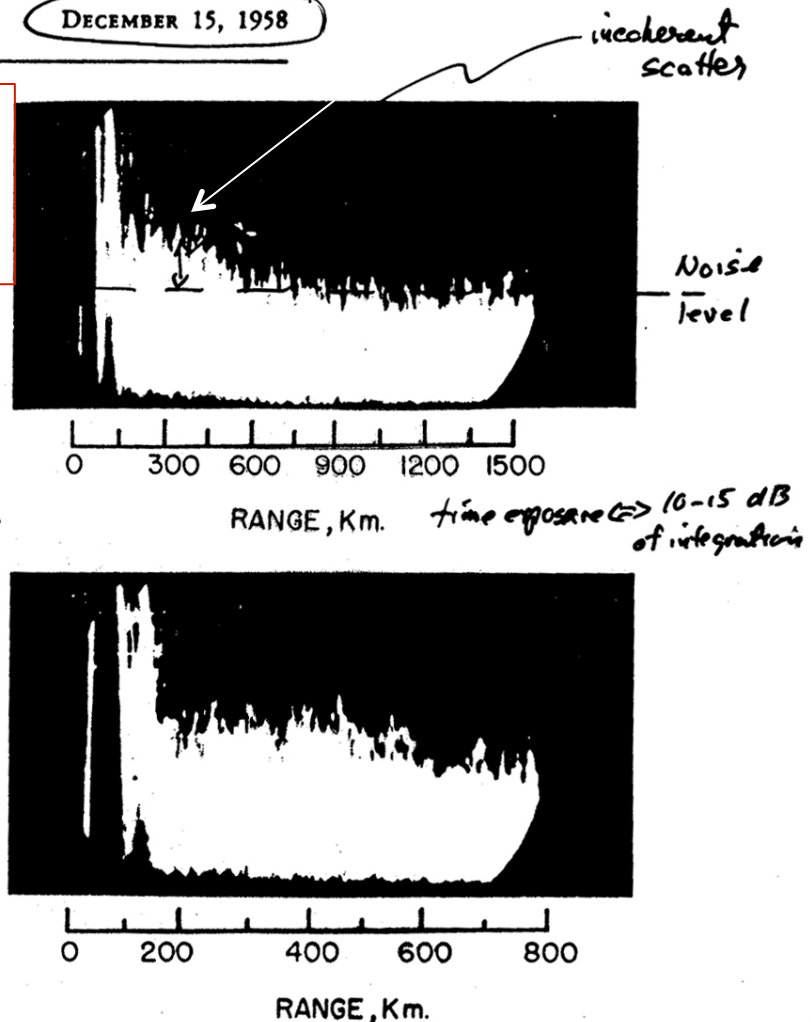 DECEMBER 15, 1958
incoherent
scatter
Noise
level
0 300 600 900 1200 1500
RANGE, Km.
time exposure <=> 10-15 dB
of integration
0 200 400 600 800
RANGE, Km.